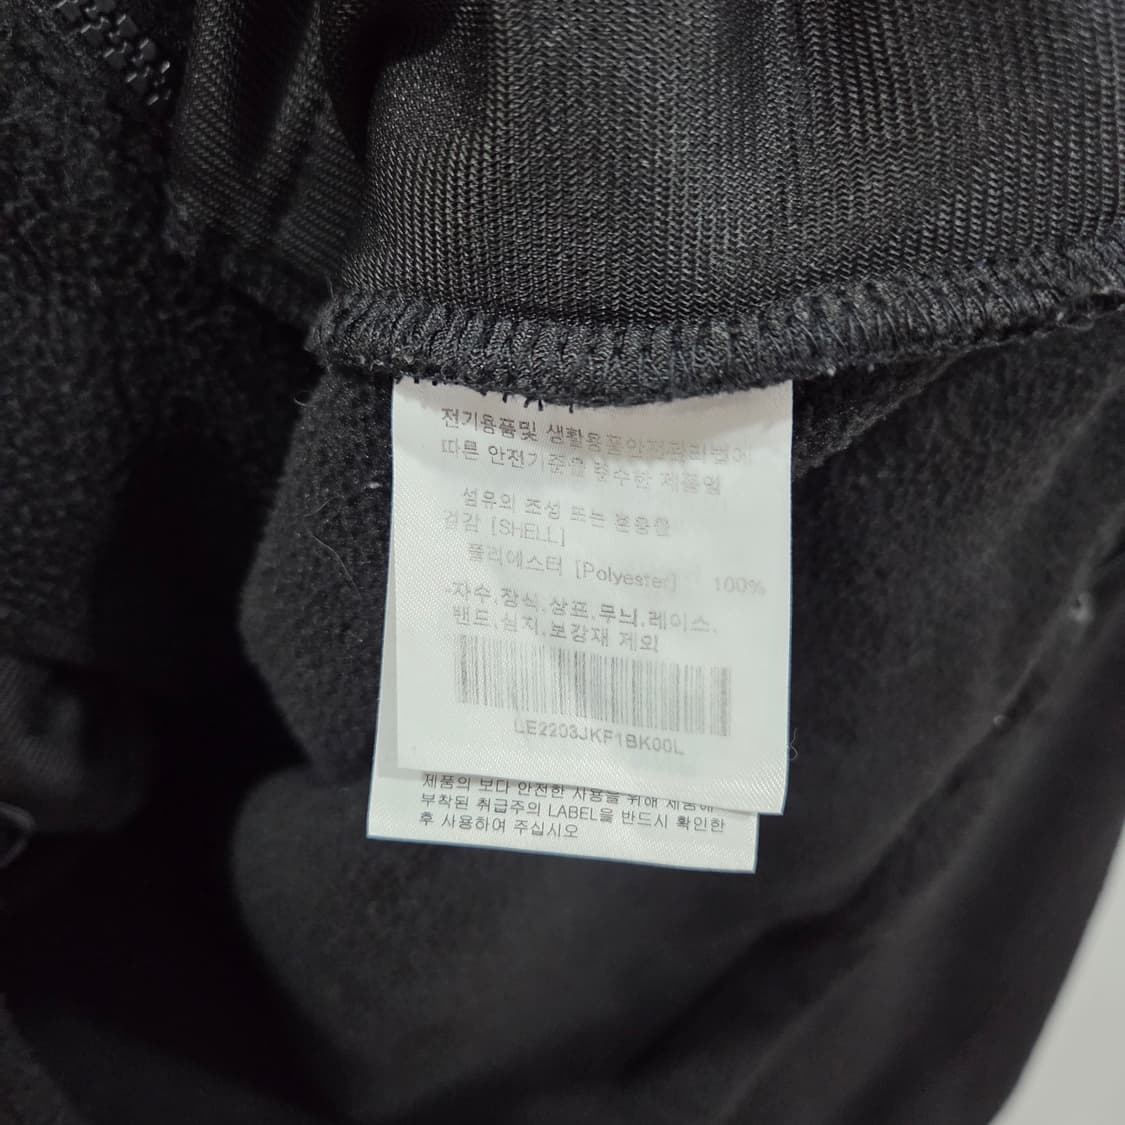 전기용품및 생활용품안전관리법에
따른 안전기준을 준수한 제품임
섬유의 조성 또는 혼용률
겉감 [SHELL]
폴리에스터 [Polyester] 100%
-자수,장식,상표,무늬,레이스,
밴드,심지,보강재 제외
LE2203JKF1BK00L
제품의 보다 안전한 사용을 위해 제품에
부착된 취급주의 LABEL을 반드시 확인한
후 사용하여 주십시오